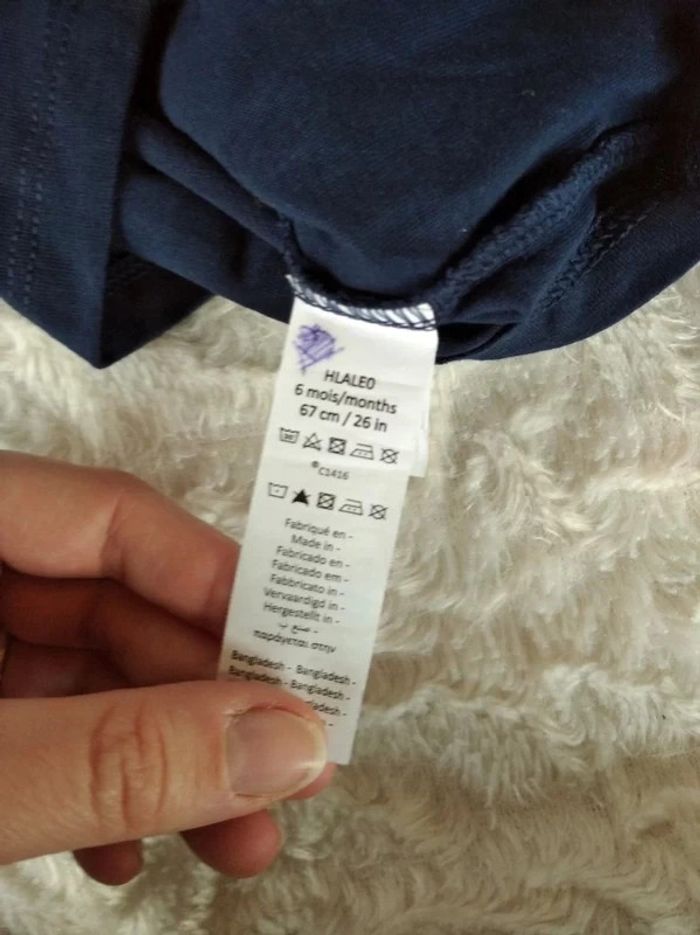 HLALE0
6 mois/months
67 cm / 26 in
®C1416
Fabriqué en -
Made in -
Fabricado en -
Fabricado em -
Fabbricato in -
Vervaardigd in -
Hergestellt in -
صنع ب -
παράγεται στην
Bangladesh - Bangladesh -
Bangladesh - Bangladesh -